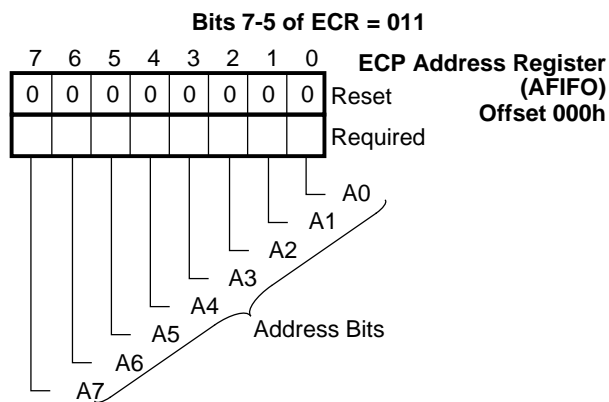 Bits 7-5 of ECR = 011
7 6 5 4 3 2 1 0
ECP Address Register
(AFIFO)
Offset 000h
0 0 0 0 0 0 0 0 Reset
Required
A0
A1
A2
A3
A4
A5
A6
A7
Address Bits